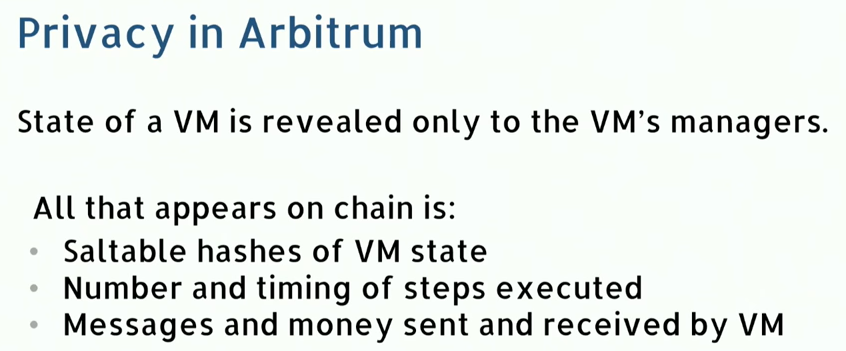 Privacy in Arbitrum
State of a VM is revealed only to the VM's managers.
All that appears on chain is:
• Saltable hashes of VM state
• Number and timing of steps executed
• Messages and money sent and received by VM